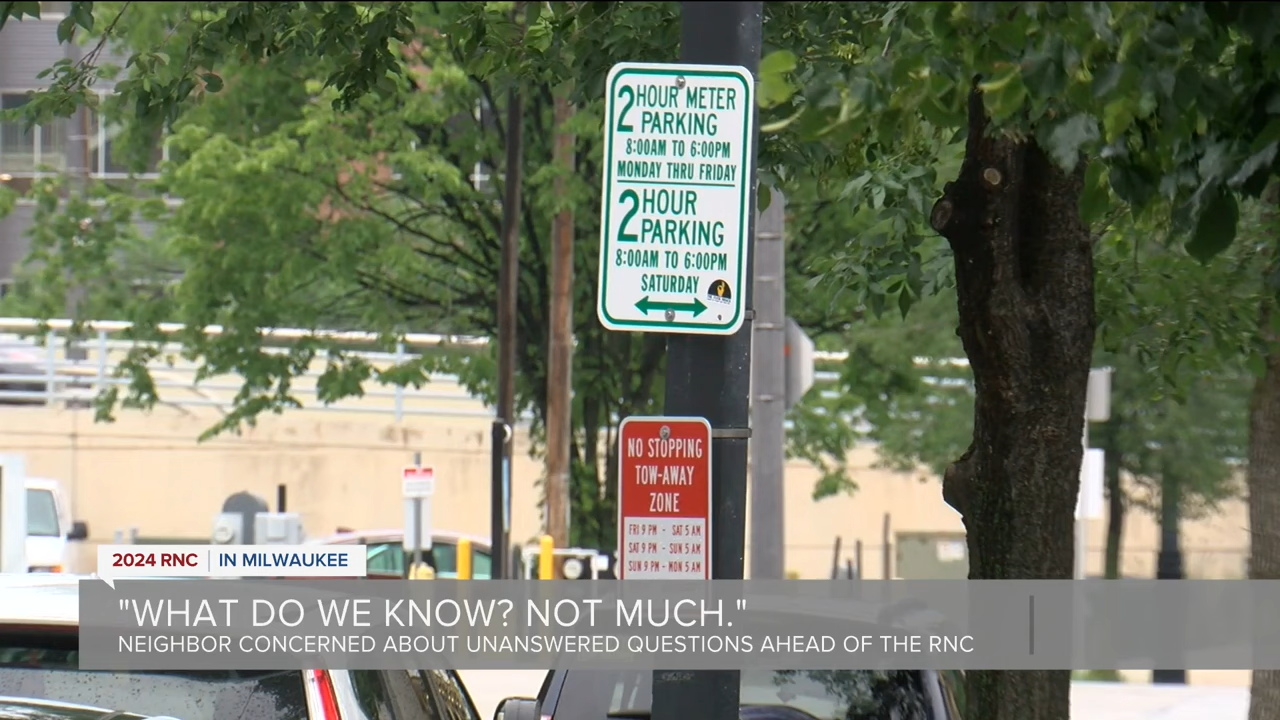 2 HOUR METER
PARKING
8:00AM TO 6:00PM
MONDAY THRU FRIDAY
2 HOUR
PARKING
8:00AM TO 6:00PM
SATURDAY
NO STOPPING
TOW-AWAY
ZONE
FRI 9 PM - SAT 5 AM
SAT 9 PM - SUN 5 AM
SUN 9 PM - MON 5 AM
2024 RNC | IN MILWAUKEE
"WHAT DO WE KNOW? NOT MUCH."
NEIGHBOR CONCERNED ABOUT UNANSWERED QUESTIONS AHEAD OF THE RNC